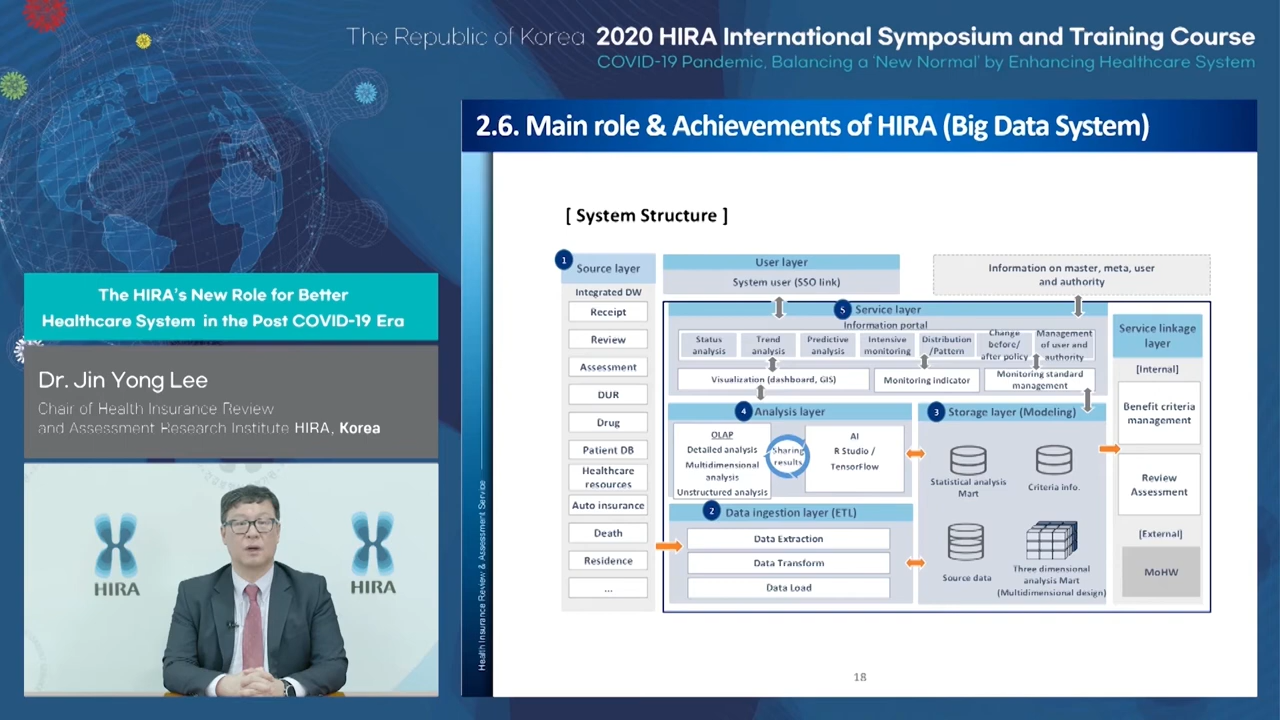 The Republic of Korea 2020 HIRA International Symposium and Training Course
COVID-19 Pandemic, Balancing a 'New Normal' by Enhancing Healthcare System
The HIRA's New Role for Better
Healthcare System in the Post COVID-19 Era
Dr. Jin Yong Lee
Chair of Health Insurance Review
and Assessment Research Institute HIRA, Korea
HIRA
HIRA
2.6. Main role & Achievements of HIRA (Big Data System)
Health Insurance Review & Assessment Service
[ System Structure ]
1
Source layer
Integrated DW
Receipt
Review
Assessment
DUR
Drug
Patient DB
Healthcare
resources
Auto insurance
Death
Residence
...
User layer
System user (SSO link)
Information on master, meta, user
and authority
5
Service layer
Information portal
Status
analysis
Trend
analysis
Predictive
analysis
Intensive
monitoring
Distribution
/Pattern
Change
before/
after policy
Management
of user and
authority
Visualization (dashboard, GIS)
Monitoring indicator
Monitoring standard
management
4
Analysis layer
OLAP
Detailed analysis
Multidimensional
analysis
Unstructured analysis
Sharing
results
AI
R Studio /
TensorFlow
2
Data ingestion layer (ETL)
Data Extraction
Data Transform
Data Load
3
Storage layer (Modeling)
Statistical analysis
Mart
Criteria info.
Source data
Three dimensional
analysis Mart
(Multidimensional design)
Service linkage
layer
[Internal]
Benefit criteria
management
Review
Assessment
[External]
MoHW
18